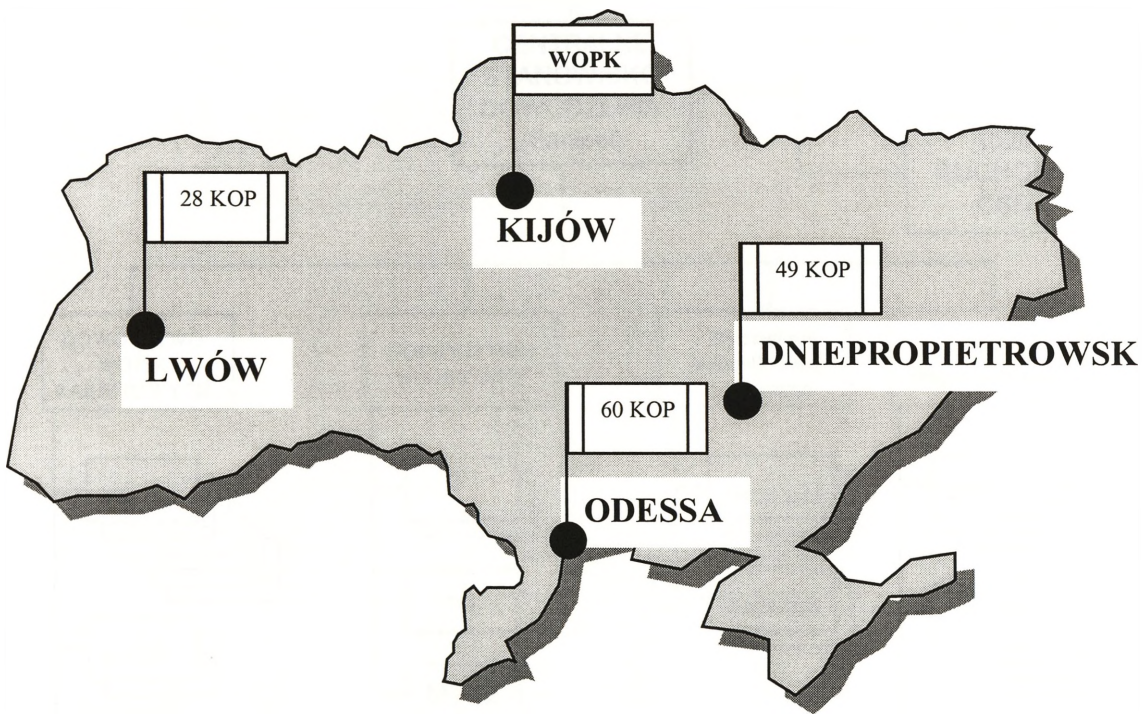 WOPK
28 KOP
KIJÓW
49 KOP
LWÓW
DNIEPROPIETROWSK
60 KOP
ODESSA